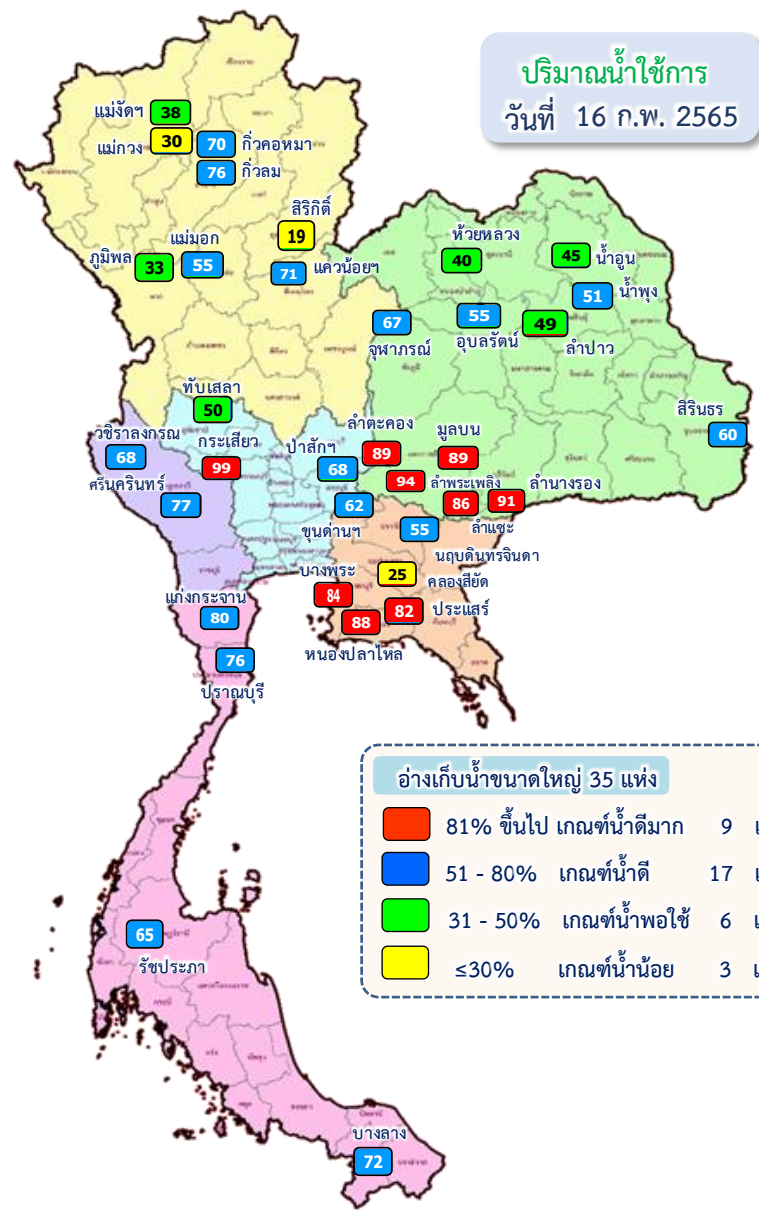 ปริมาณน้ำใช้การ
วันที่ 16 ก.พ. 2565
แม่งัดฯ 38
แม่กวง 30
70 กิ่วคอหมา
76 กิ่วลม
สิริกิติ์
19
แม่มอก
55
ภูมิพล
33
71 แควน้อยฯ
ห้วยหลวง
40
45 น้ำอูน
51 น้ำพุง
67
จุฬาภรณ์
55
อุบลรัตน์
49
ลำปาว
สิรินธร
60
ทับเสลา
50
วชิราลงกรณ
68
กระเสียว
99
ศรีนครินทร์
77
ป่าสักฯ
68
ลำตะคอง
89
มูลบน
89
94 ลำพระเพลิง
86
ลำแซะ
ลำนางรอง
91
62
ขุนด่านฯ
55
นฤบดินทรจินดา
25 คลองสียัด
บางพระ
84
82 ประแสร์
88
หนองปลาไหล
แก่งกระจาน
80
76
ปราณบุรี
65
รัชประภา
บางลาง
72
อ่างเก็บน้ำขนาดใหญ่ 35 แห่ง
81% ขึ้นไป เกณฑ์น้ำดีมาก 9
51 - 80% เกณฑ์น้ำดี 17
31 - 50% เกณฑ์น้ำพอใช้ 6
≤30% เกณฑ์น้ำน้อย 3